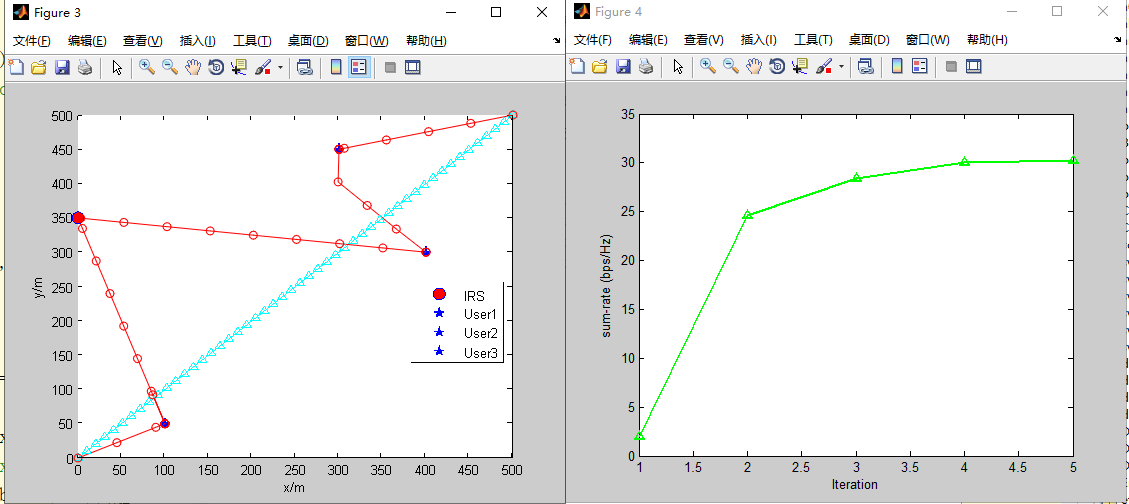 Figure 3
文件(F) 编辑(E) 查看(V) 插入(I) 工具(T) 桌面(D) 窗口(W) 帮助(H)
500
450
400
350
300
250
200
150
100
50
0
y/m
IRS
User1
User2
User3
0 50 100 150 200 250 300 350 400 450 500
x/m
Figure 4
文件(F) 编辑(E) 查看(V) 插入(I) 工具(T) 桌面(D) 窗口(W) 帮助(H)
35
30
25
20
15
10
5
0
sum-rate (bps/Hz)
1 1.5 2 2.5 3 3.5 4 4.5 5
Iteration